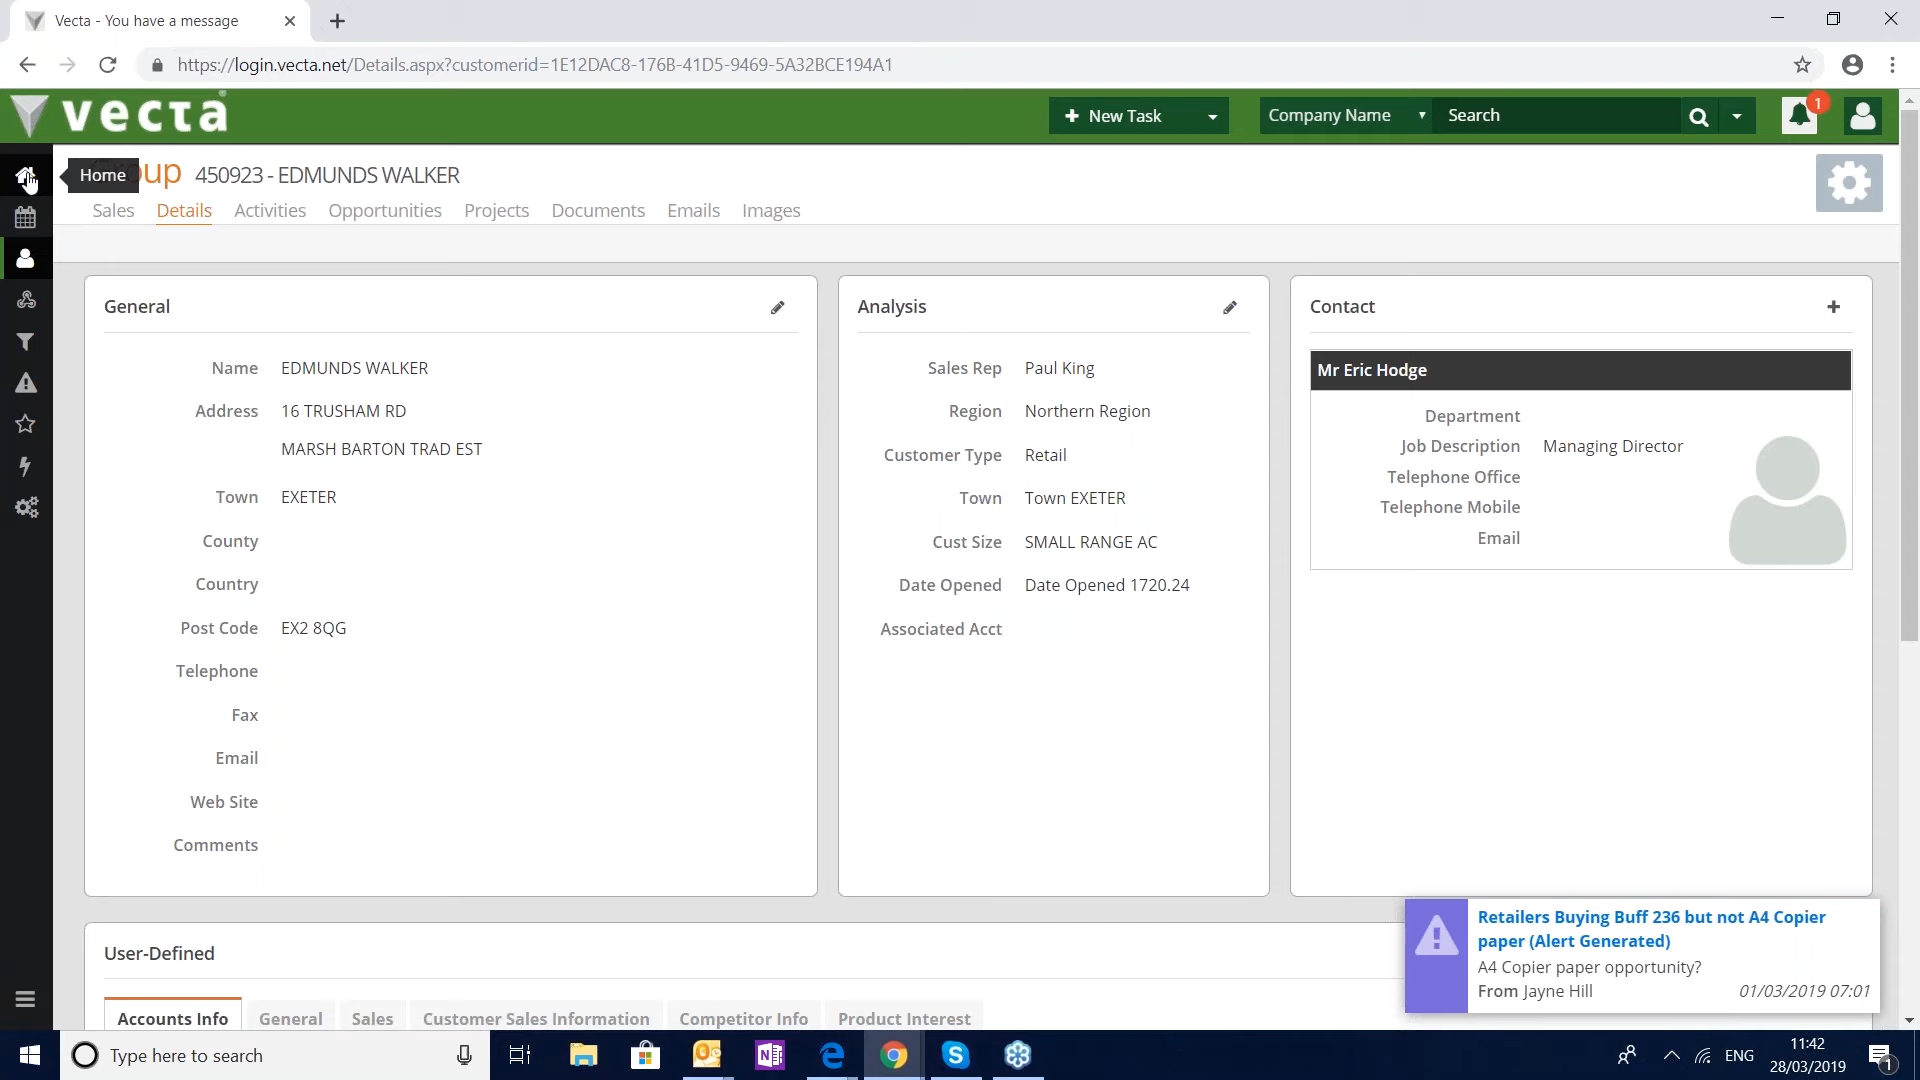 Vecta - You have a message
https://login.vecta.net/Details.aspx?customerid=1E12DAC8-176B-41D5-9469-5A32BCE194A1
vecta
New Task
Company Name
Search
1
Home
oup 450923 - EDMUNDS WALKER
Sales Details Activities Opportunities Projects Documents Emails Images
General
Name EDMUNDS WALKER
Address 16 TRUSHAM RD
MARSH BARTON TRAD EST
Town EXETER
County
Country
Post Code EX2 8QG
Telephone
Fax
Email
Web Site
Comments
Analysis
Sales Rep Paul King
Region Northern Region
Customer Type Retail
Town Town EXETER
Cust Size SMALL RANGE AC
Date Opened Date Opened 1720.24
Associated Acct
Contact
Mr Eric Hodge
Department
Job Description Managing Director
Telephone Office
Telephone Mobile
Email
User-Defined
Accounts Info General Sales Customer Sales Information Competitor Info Product Interest
Retailers Buying Buff 236 but not A4 Copier
paper (Alert Generated)
A4 Copier paper opportunity?
From Jayne Hill 01/03/2019 07:01
Type here to search
ENG
11:42
28/03/2019
1